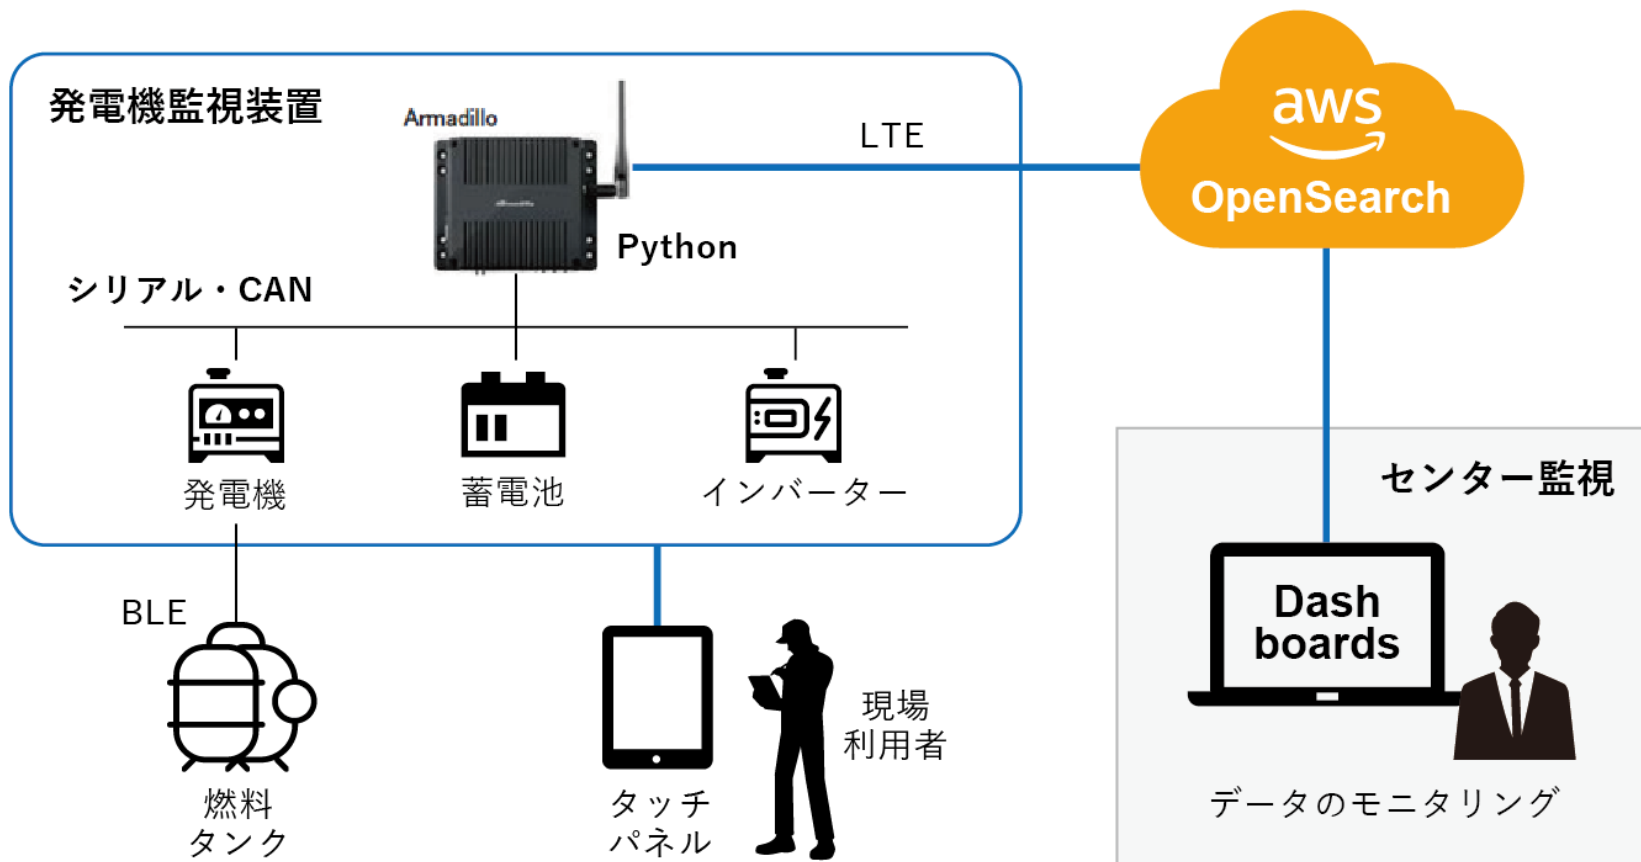 発電機監視装置
Armadillo
LTE
aws
OpenSearch
Python
シリアル・CAN
発電機
蓄電池
インバーター
センター監視
Dash
boards
BLE
燃料
タンク
タッチ
パネル
現場
利用者
データのモニタリング